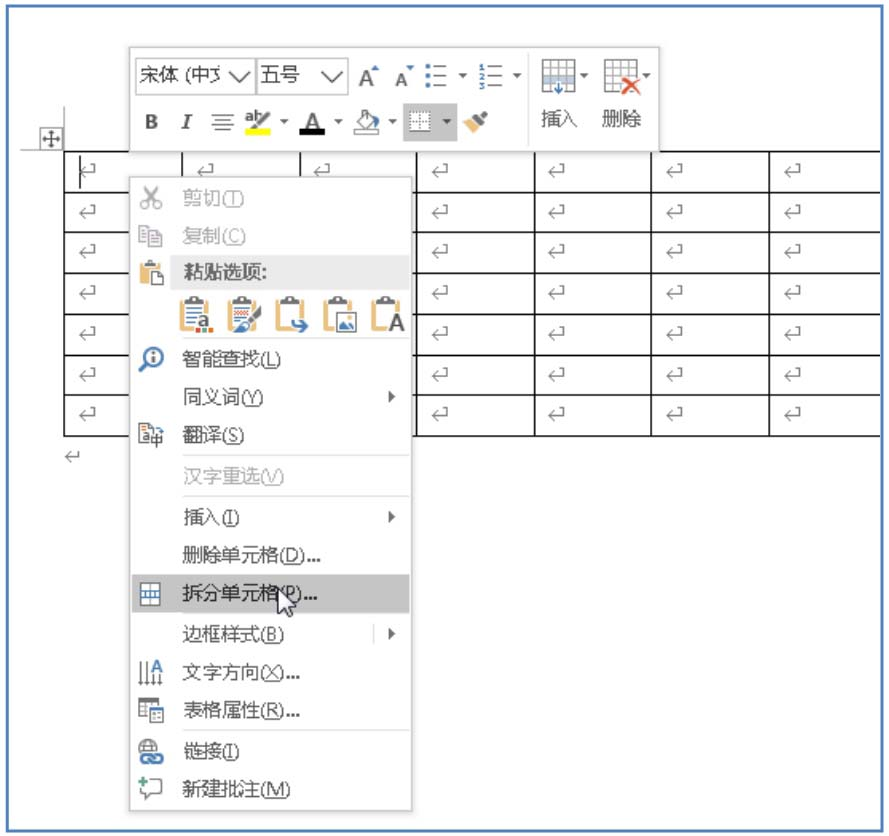 宋体 (中文 五号 A A
B I ab A 插入 删除
剪切(T)
复制(C)
粘贴选项:
智能查找(L)
同义词(Y)
翻译(S)
汉字重选(V)
插入(I)
删除单元格(D)...
拆分单元格(P)...
边框样式(B)
文字方向(X)...
表格属性(R)...
链接(I)
新建批注(M)